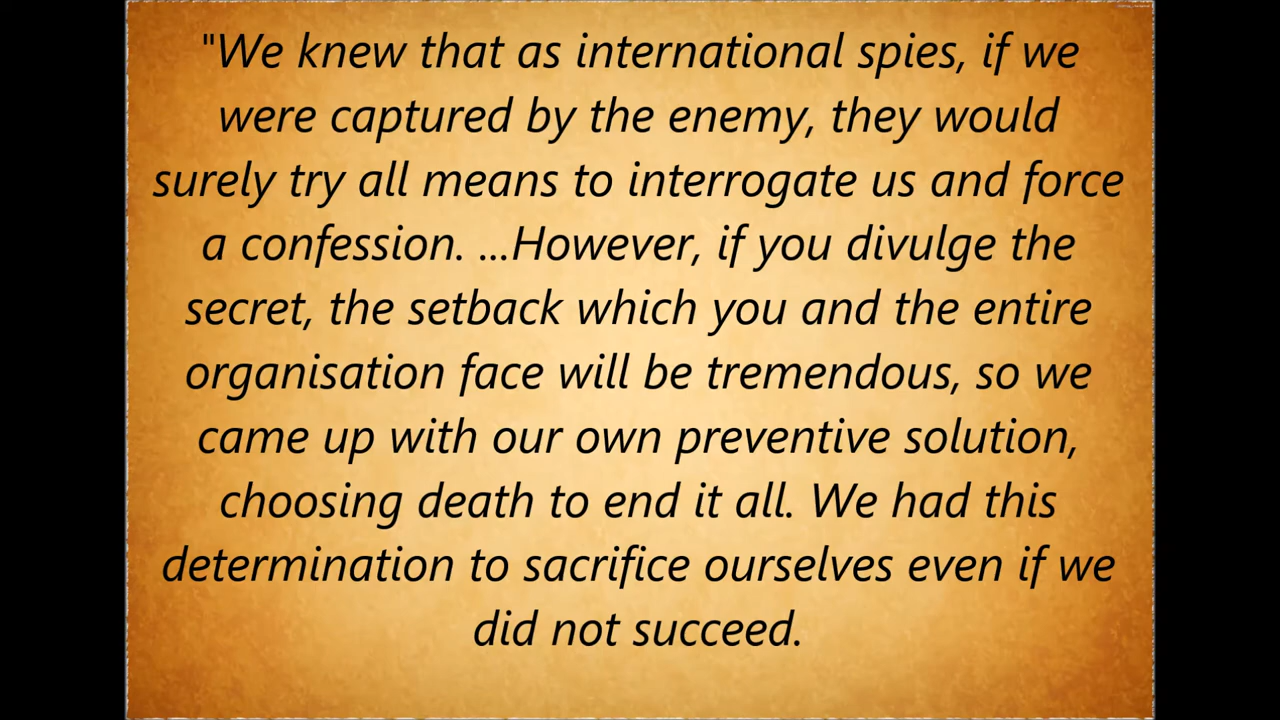 "We knew that as international spies, if we
were captured by the enemy, they would
surely try all means to interrogate us and force
a confession. ...However, if you divulge the
secret, the setback which you and the entire
organisation face will be tremendous, so we
came up with our own preventive solution,
choosing death to end it all. We had this
determination to sacrifice ourselves even if we
did not succeed.